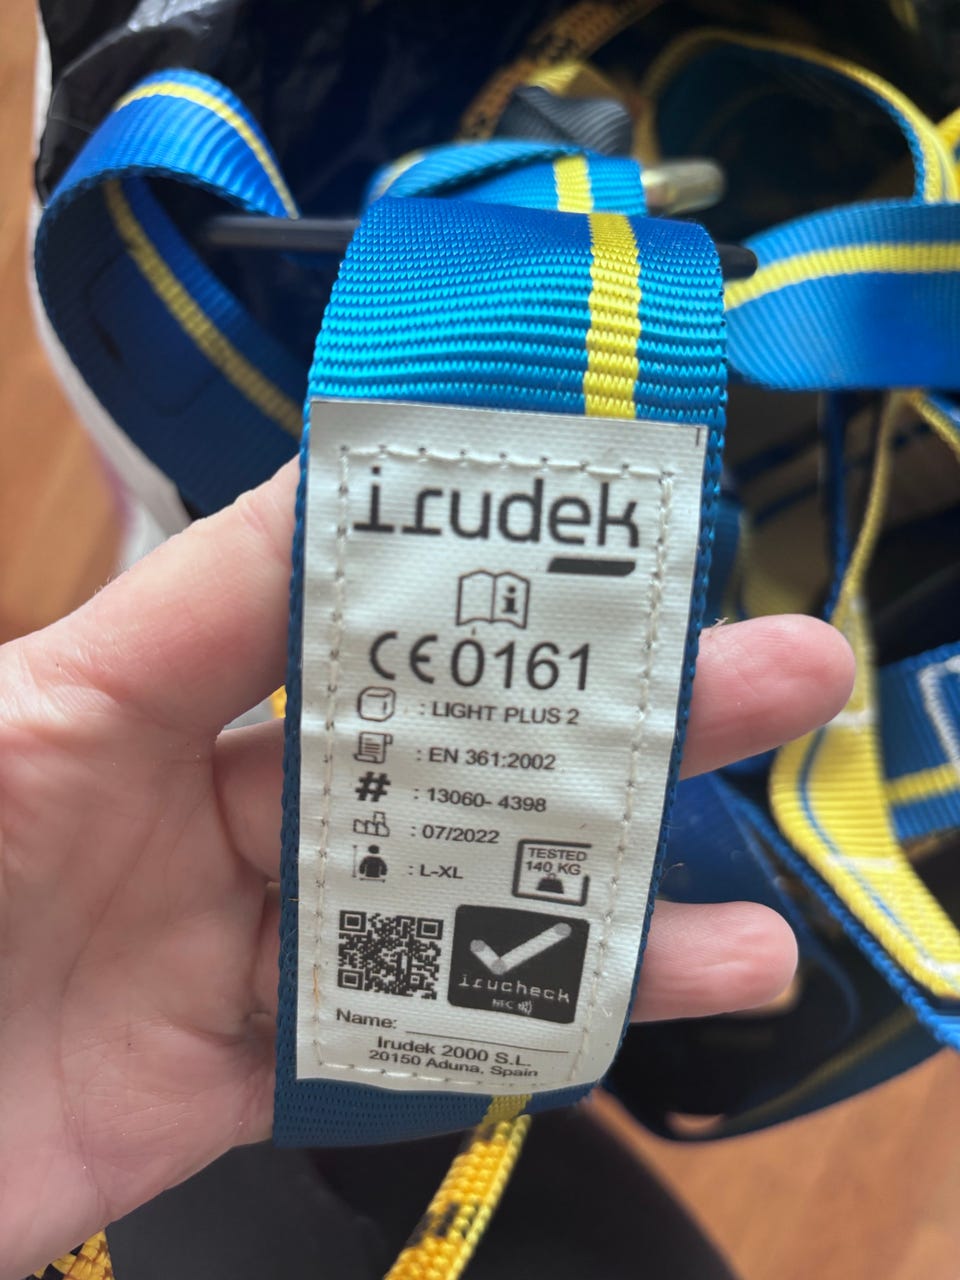 irudek
i
CE 0161
: LIGHT PLUS 2
: EN 361:2002
# : 13060- 4398
: 07/2022
: L-XL
TESTED
140 KG
irucheck
NFC
Name:
Irudek 2000 S.L.
20150 Aduna, Spain